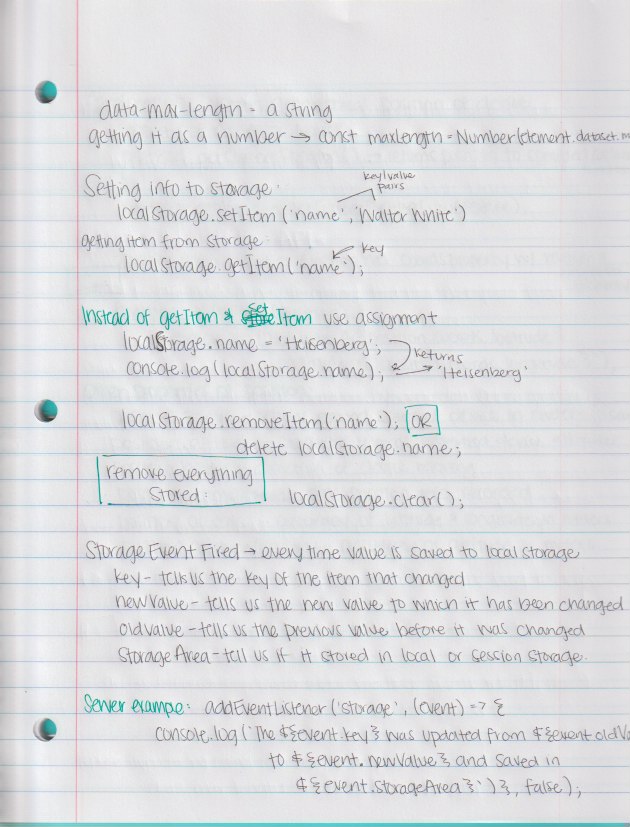 data-max-length = a string
getting it as a number → const maxLength = Number(element.dataset.m
Setting info to storage:
key/value
pairs
localStorage.setItem ('name', 'Walter White')
getting item from storage
key
localStorage.getItem('name');
Instead of getItem & Set Item use assignment
localStorage.name = 'Heisenberg';
returns
console.log(localStorage.name); 'Heisenberg'
localStorage.removeItem('name'); OR
delete localStorage.name;
remove everything
stored:
localStorage.clear();
Storage Event Fired → every time value is saved to local storage
key - tells us the key of the item that changed
newValue - tells us the new value to which it has been changed
oldvalue - tells us the previous value before it was changed
StorageArea - tell us if it stored in local or session storage.
Server example: addEventListener('storage', (event) => {
console.log(`The ${event.key} was updated from ${event.oldV
to ${event.newValue} and saved in
${event.storageArea}`)}, false);